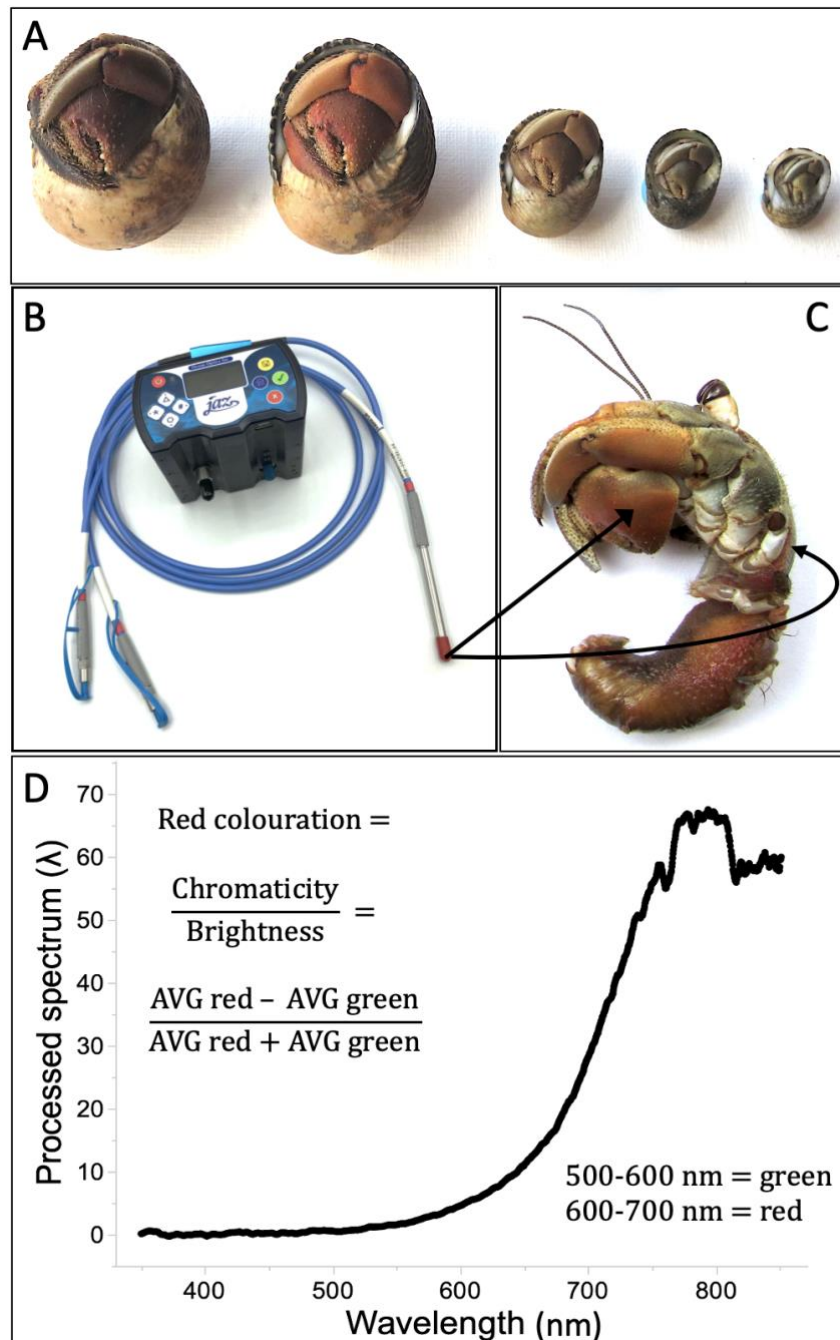 A
B
jaz
C
D
Red colouration =
Chromaticity
Brightness
=
AVG red – AVG green
AVG red + AVG green
500-600 nm = green
600-700 nm = red
Processed spectrum (λ)
70
60
50
40
30
20
10
0
400
500
600
700
800
Wavelength (nm)